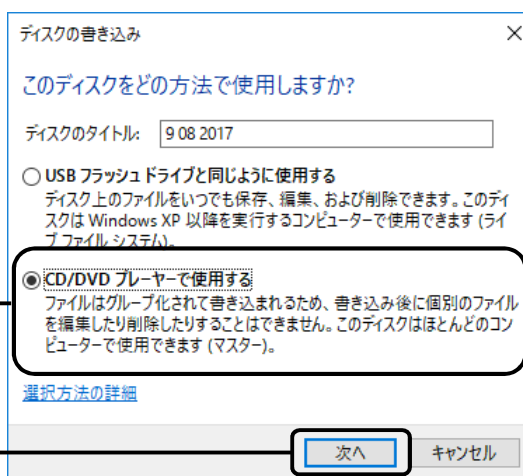 ディスクの書き込み
このディスクをどの方法で使用しますか?
ディスクのタイトル: 9 08 2017
USB フラッシュ ドライブと同じように使用する
ディスク上のファイルをいつでも保存、編集、および削除できます。このディ
スクは Windows XP 以降を実行するコンピューターで使用できます (ライ
ブ ファイル システム)。
CD/DVD プレーヤーで使用する
ファイルはグループ化されて書き込まれるため、書き込み後に個別のファイル
を編集したり削除したりすることはできません。このディスクはほとんどのコン
ピューターで使用できます (マスター)。
選択方法の詳細
次へ キャンセル